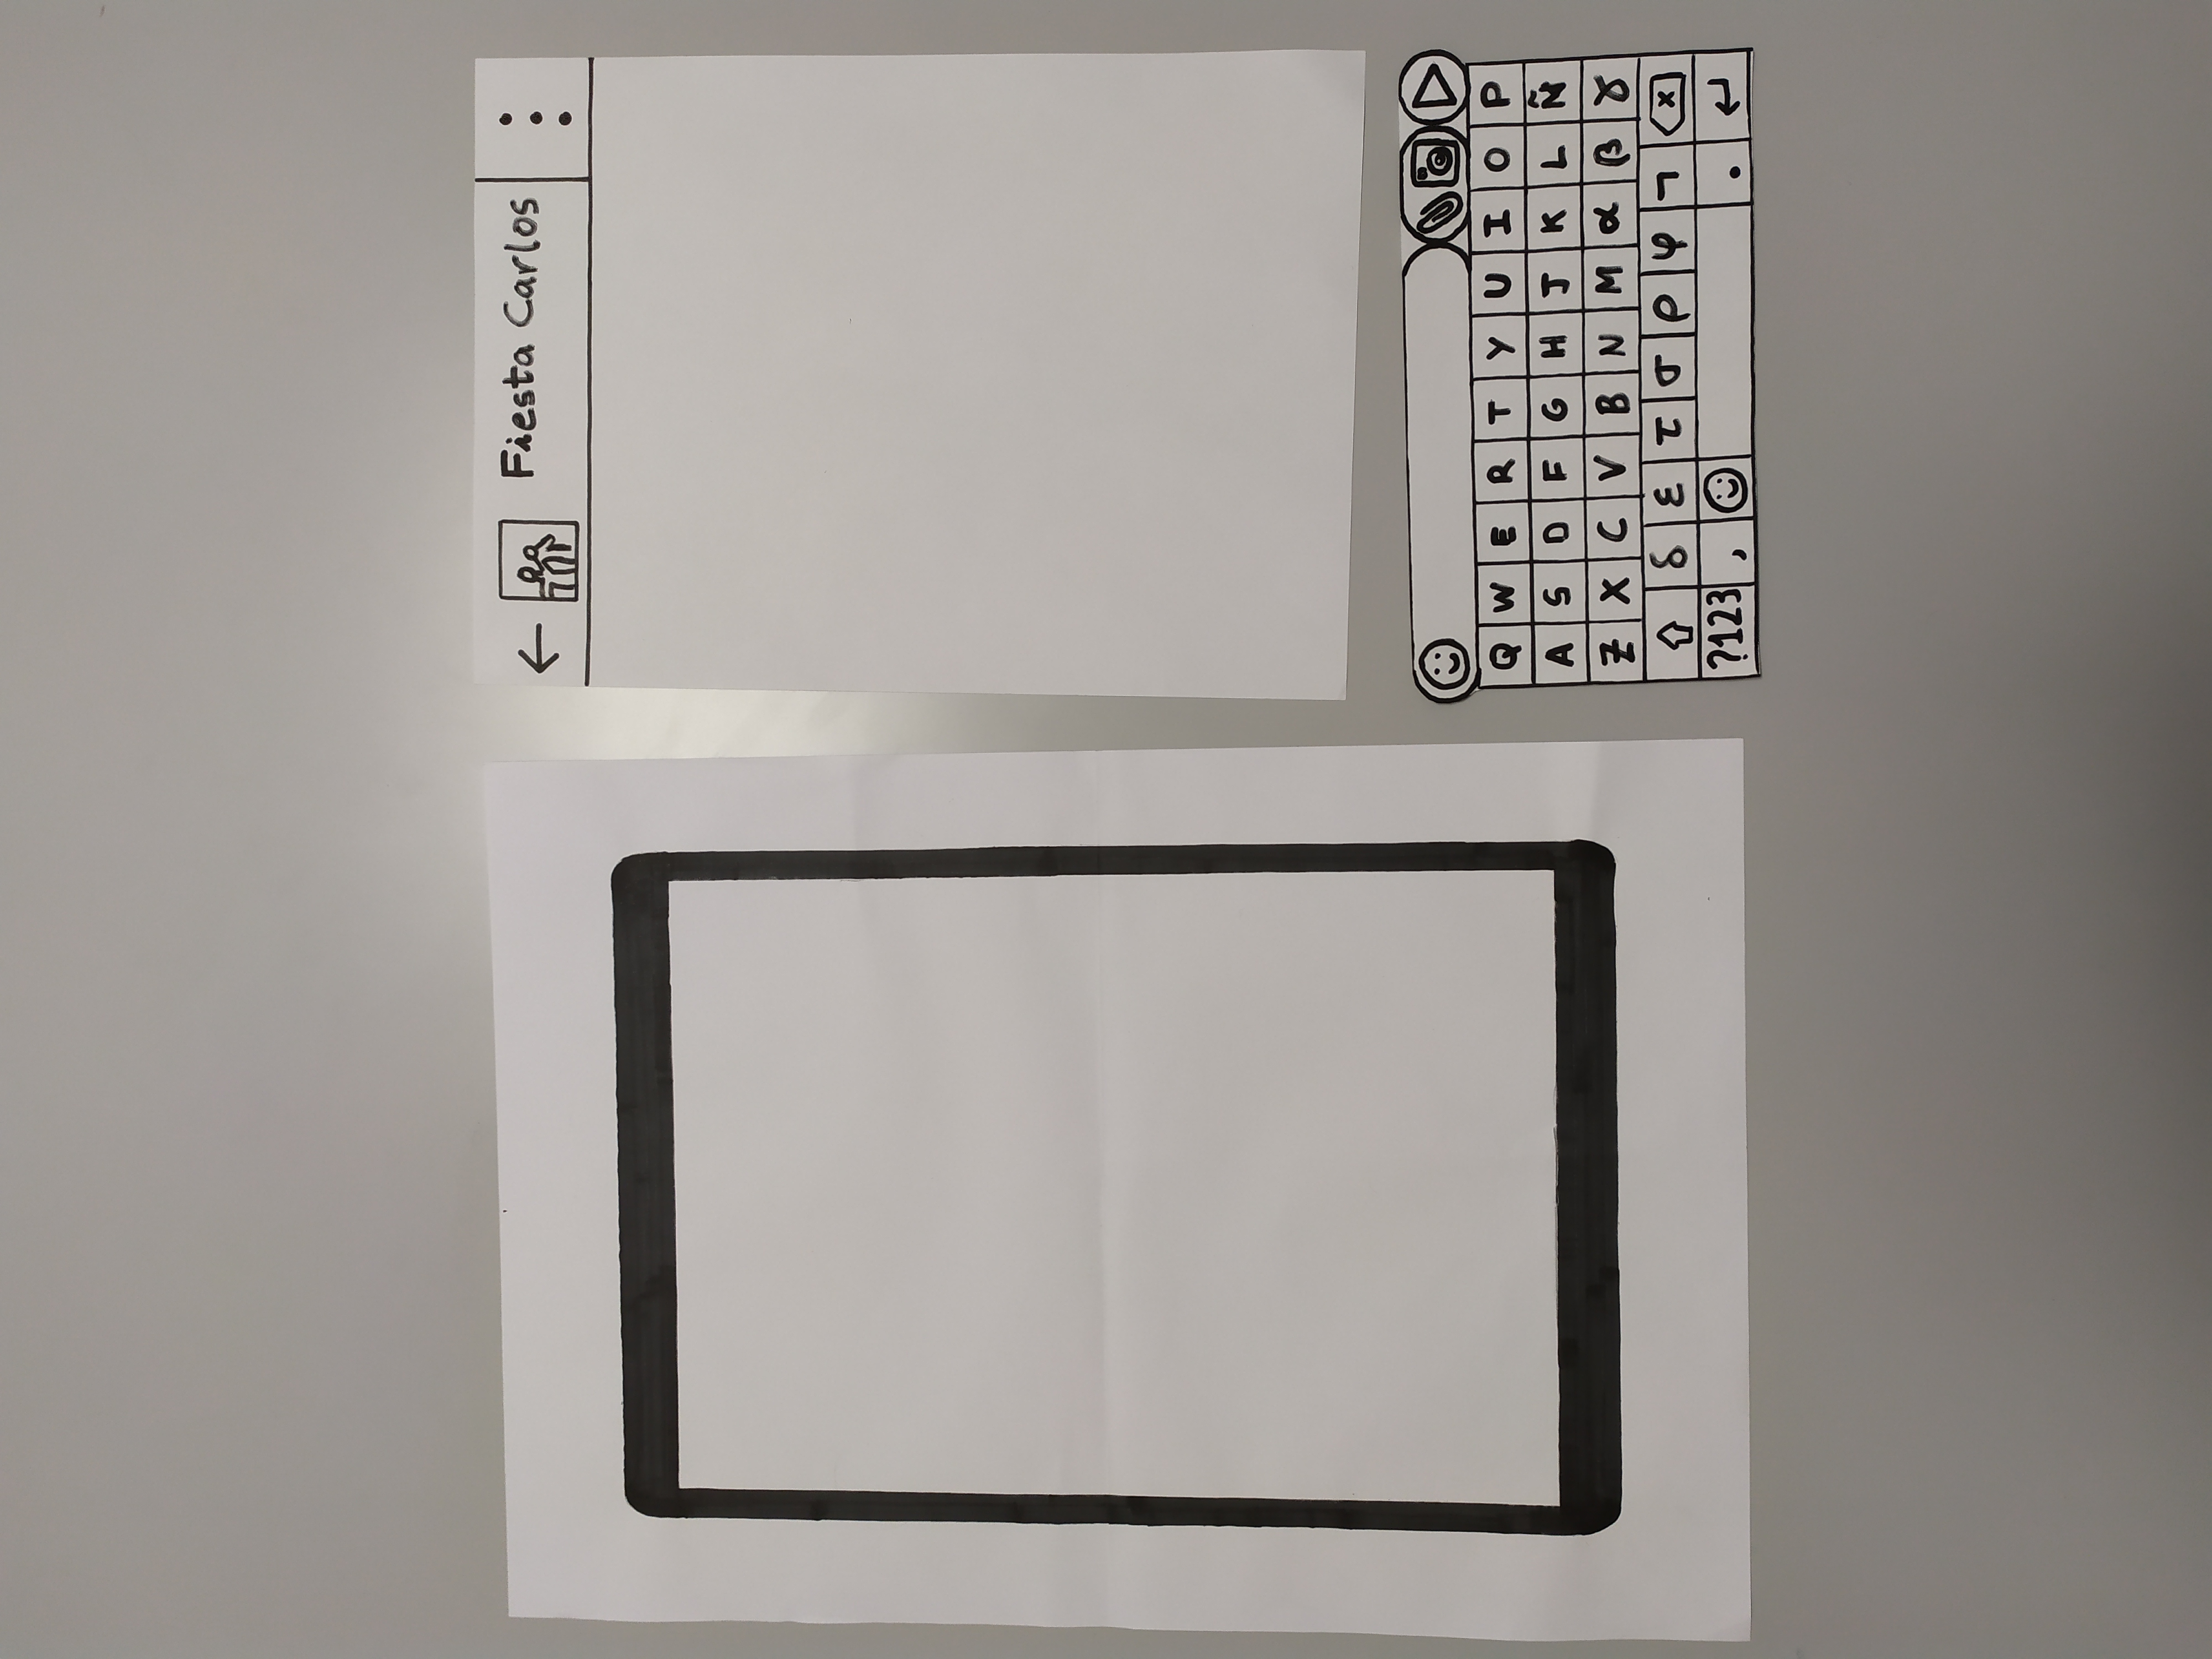 Fiesta Carlos
Q W E R T Y U I O P
A S D F G H J K L Ñ
Z X C V B N M α β γ
δ ε τ σ ρ φ ¬
?123 , .